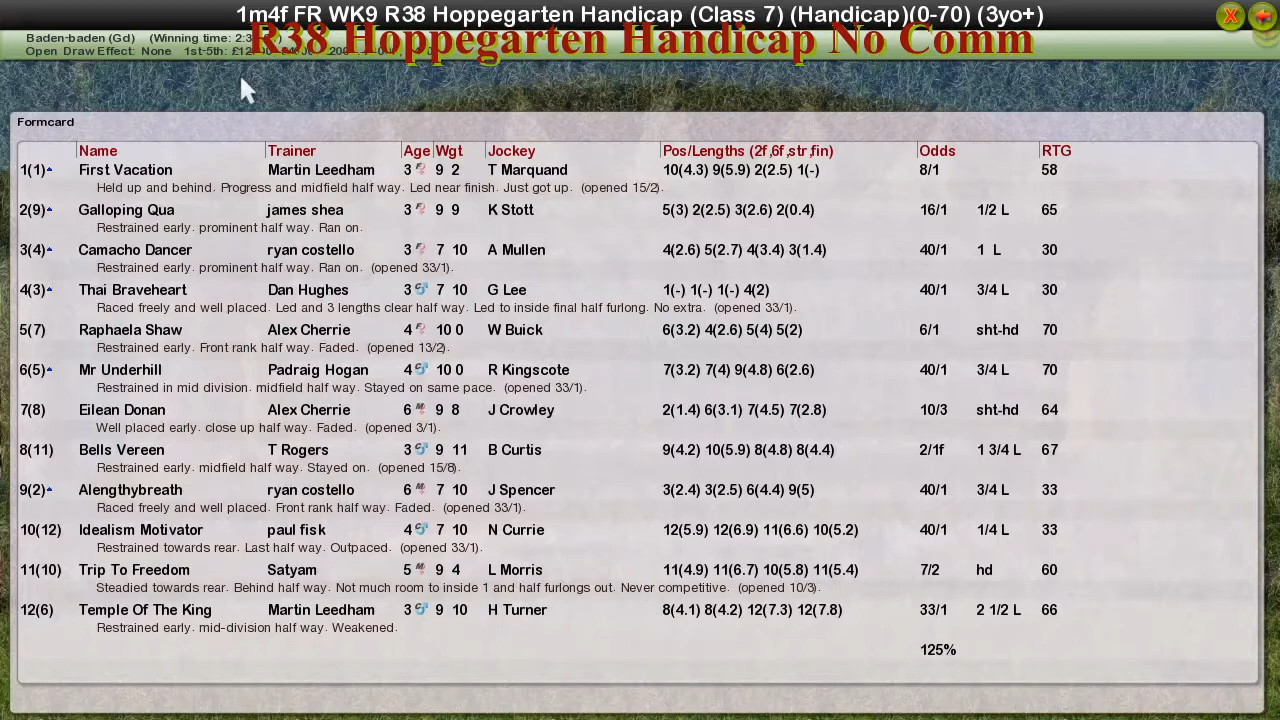 1m4f FR WK9 R38 Hoppegarten Handicap (Class 7) (Handicap)(0-70) (3yo+)
R38 Hoppegarten Handicap No Comm
Baden-baden (Gd) (Winning time: 2:3
Open Draw Effect: None 1st-5th:
Formcard
Name Trainer Age Wgt Jockey Pos/Lengths (2f,6f,str,fin) Odds RTG
1(1) First Vacation Martin Leedham 3 9 2 T Marquand 10(4.3) 9(5.9) 2(2.5) 1(-) 8/1 58
Held up and behind. Progress and midfield half way. Led near finish. Just got up. (opened 15/2).
2(9) Galloping Qua james shea 3 9 9 K Stott 5(3) 2(2.5) 3(2.6) 2(0.4) 16/1 1/2 L 65
Restrained early. prominent half way. Ran on.
3(4) Camacho Dancer ryan costello 3 7 10 A Mullen 4(2.6) 5(2.7) 4(3.4) 3(1.4) 40/1 1 L 30
Restrained early. prominent half way. Ran on. (opened 33/1).
4(3) Thai Braveheart Dan Hughes 3 7 10 G Lee 1(-) 1(-) 1(-) 4(2) 40/1 3/4 L 30
Raced freely and well placed. Led and 3 lengths clear half way. Led to inside final half furlong. No extra. (opened 33/1).
5(7) Raphaela Shaw Alex Cherrie 4 10 0 W Buick 6(3.2) 4(2.6) 5(4) 5(2) 6/1 sht-hd 70
Restrained early. Front rank half way. Faded. (opened 13/2).
6(5) Mr Underhill Padraig Hogan 4 10 0 R Kingscote 7(3.2) 7(4) 9(4.8) 6(2.6) 40/1 3/4 L 70
Restrained in mid division. midfield half way. Stayed on same pace. (opened 33/1).
7(8) Eilean Donan Alex Cherrie 6 9 8 J Crowley 2(1.4) 6(3.1) 7(4.5) 7(2.8) 10/3 sht-hd 64
Well placed early. close up half way. Faded. (opened 3/1).
8(11) Bells Vereen T Rogers 3 9 11 B Curtis 9(4.2) 10(5.9) 8(4.8) 8(4.4) 2/1f 1 3/4 L 67
Restrained early. midfield half way. Stayed on. (opened 15/8).
9(2) Alengthybreath ryan costello 6 7 10 J Spencer 3(2.4) 3(2.5) 6(4.4) 9(5) 40/1 3/4 L 33
Raced freely and well placed. Front rank half way. Faded. (opened 33/1).
10(12) Idealism Motivator paul fisk 4 7 10 N Currie 12(5.9) 12(6.9) 11(6.6) 10(5.2) 40/1 1/4 L 33
Restrained towards rear. Last half way. Outpaced. (opened 33/1).
11(10) Trip To Freedom Satyam 5 9 4 L Morris 11(4.9) 11(6.7) 10(5.8) 11(5.4) 7/2 hd 60
Steadied towards rear. Behind half way. Not much room to inside 1 and half furlongs out. Never competitive. (opened 10/3).
12(6) Temple Of The King Martin Leedham 3 9 10 H Turner 8(4.1) 8(4.2) 12(7.3) 12(7.8) 33/1 2 1/2 L 66
Restrained early. mid-division half way. Weakened.
125%